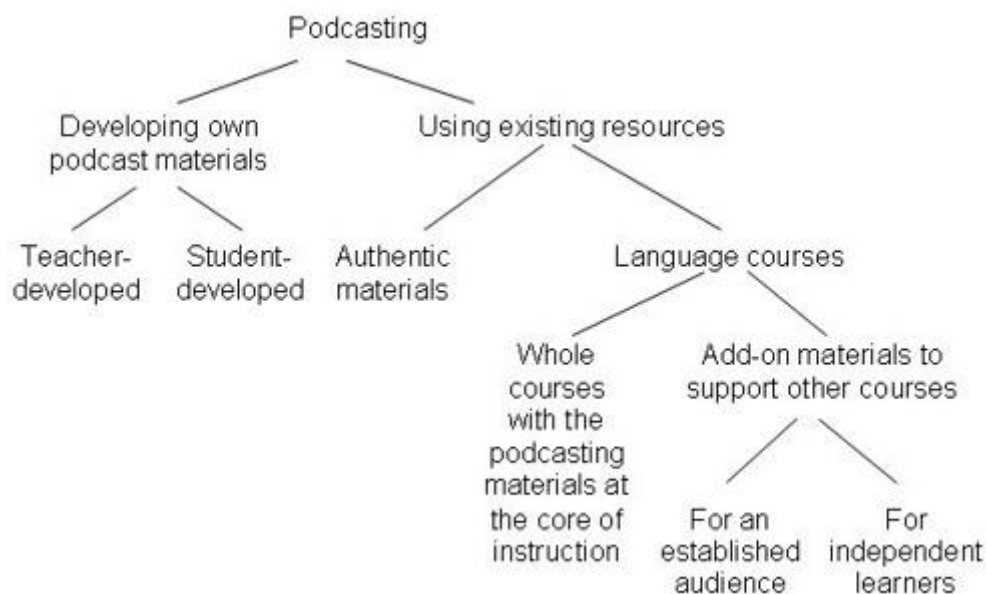 Podcasting
Developing own
podcast materials
Using existing resources
Teacher-
developed
Student-
developed
Authentic
materials
Language courses
Whole
courses
with the
podcasting
materials at
the core of
instruction
Add-on materials to
support other courses
For an
established
audience
For
independent
learners